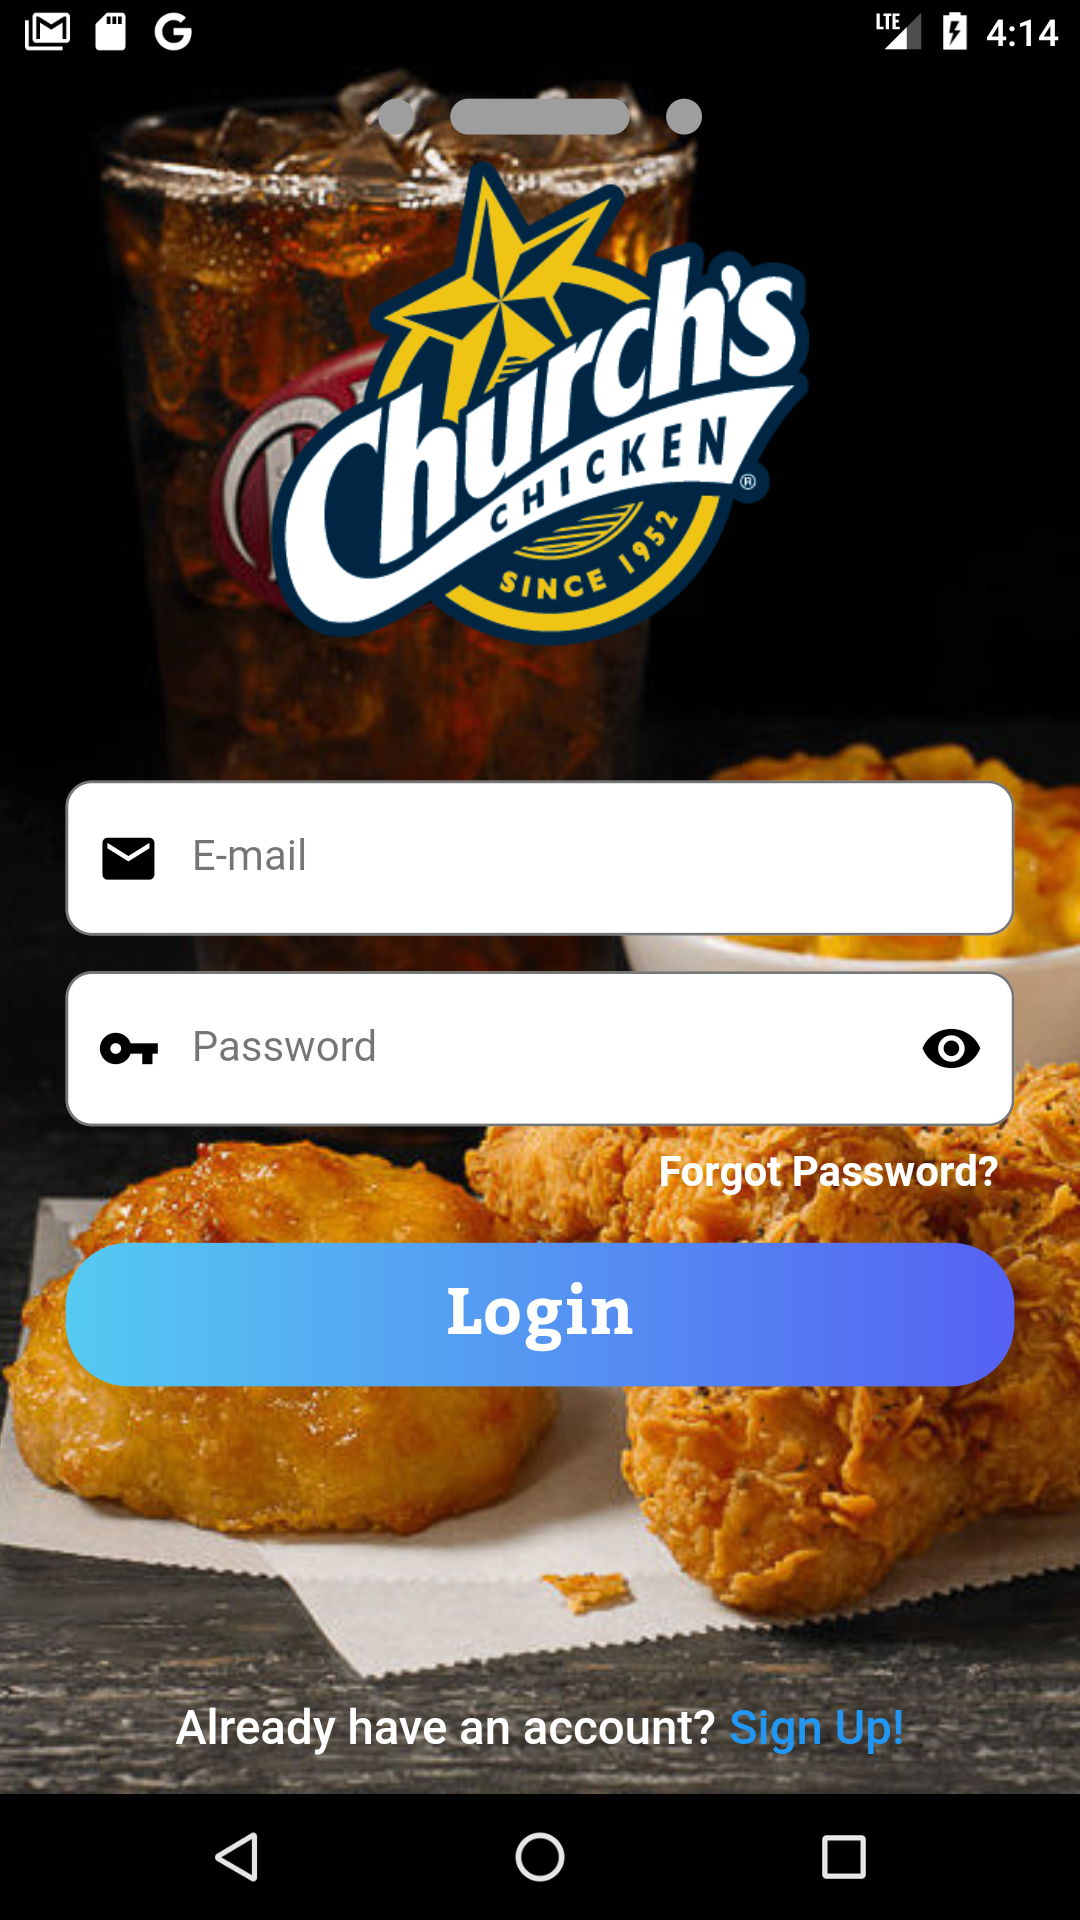 LTE 4:14
Church's
CHICKEN
®
SINCE 1952
E-mail
Password
Forgot Password?
Login
Already have an account? Sign Up!